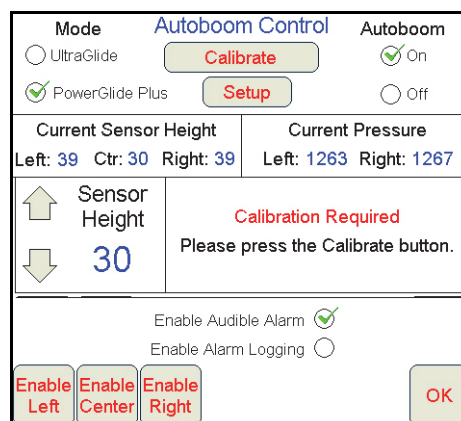 Mode
Autoboom Control
Autoboom
UltraGlide
Calibrate
On
PowerGlide Plus
Setup
Off
Current Sensor Height
Current Pressure
Left: 39 Ctr: 30 Right: 39
Left: 1263 Right: 1267
Sensor
Height
30
Calibration Required
Please press the Calibrate button.
Enable Audible Alarm
Enable Alarm Logging
Enable
Left
Enable
Center
Enable
Right
OK